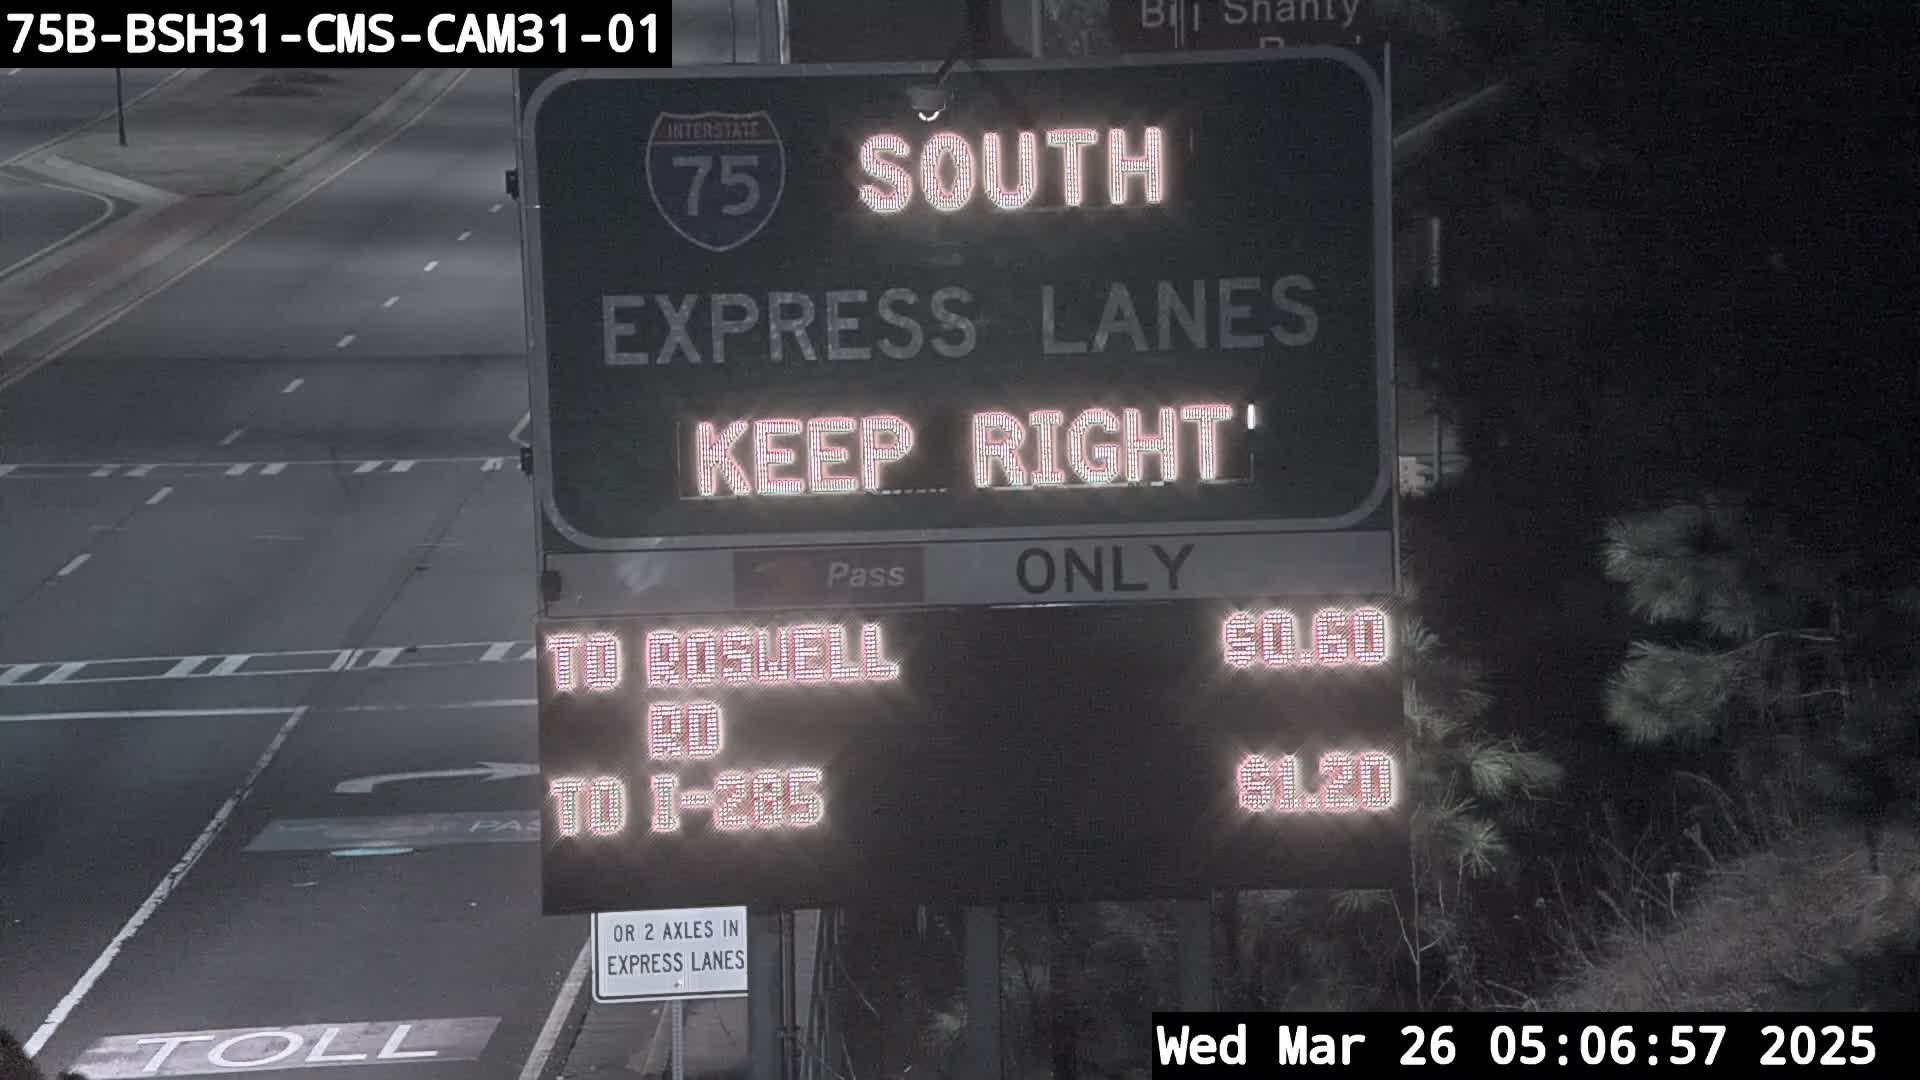 75B-BSH31-CMS-CAM31-01
Shanty
INTERSTATE
75
SOUTH
EXPRESS LANES
KEEP RIGHT
Pass ONLY
TO ROSWELL $0.60
RD
TO I-285 $1.20
OR 2 AXLES IN
EXPRESS LANES
TOLL
Wed Mar 26 05:06:57 2025